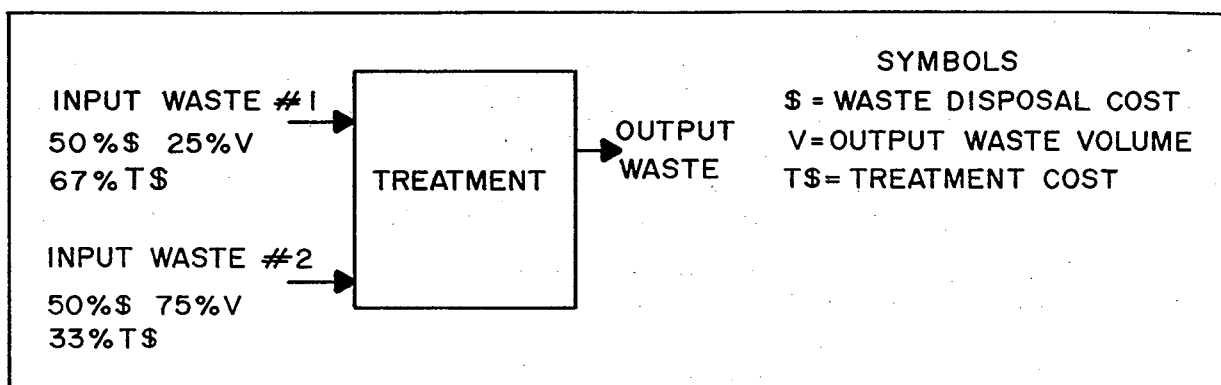 INPUT WASTE #1
50%$ 25%V
67%T$
INPUT WASTE #2
50%$ 75%V
33%T$
TREATMENT
OUTPUT
WASTE
SYMBOLS
$ = WASTE DISPOSAL COST
V=OUTPUT WASTE VOLUME
T$= TREATMENT COST